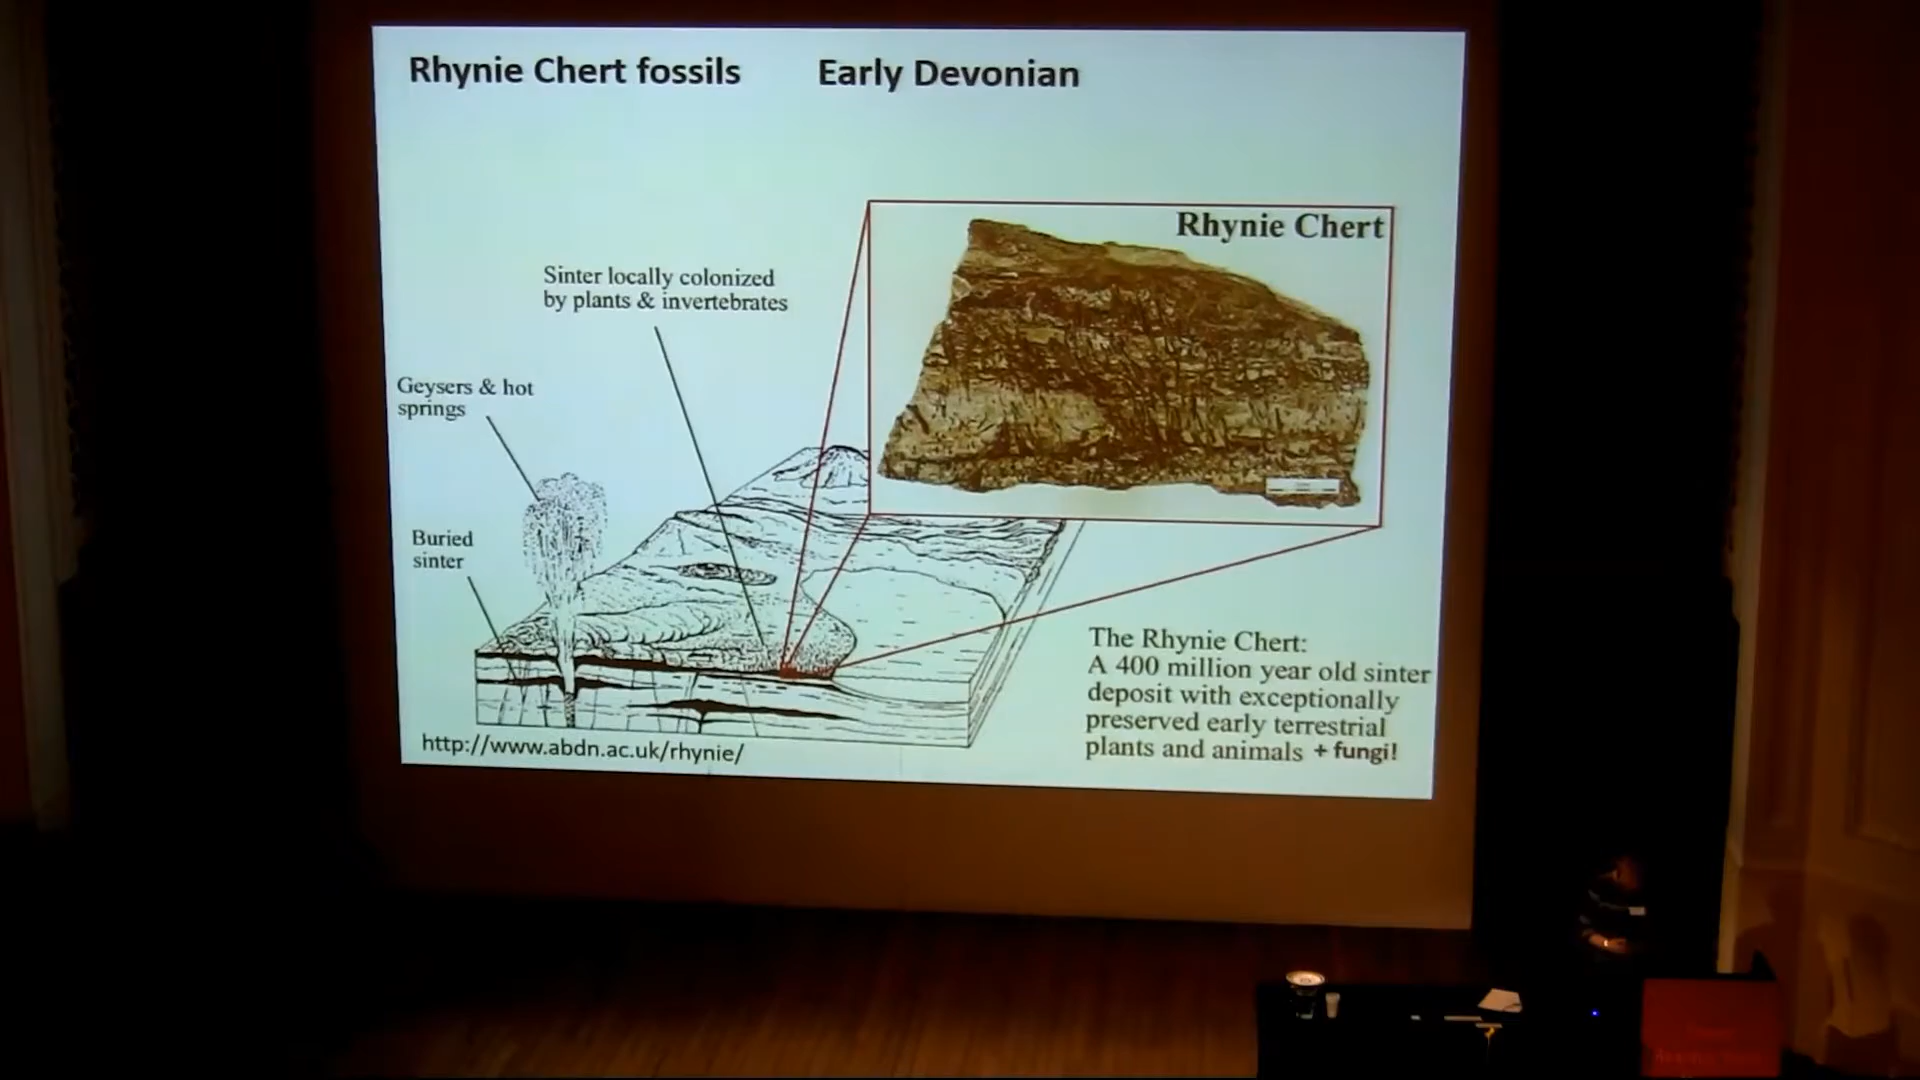 Rhynie Chert fossils
Early Devonian
Rhynie Chert
Sinter locally colonized
by plants & invertebrates
Geysers & hot
springs
Buried
sinter
The Rhynie Chert:
A 400 million year old sinter
deposit with exceptionally
preserved early terrestrial
plants and animals + fungi!
http://www.abdn.ac.uk/rhynie/